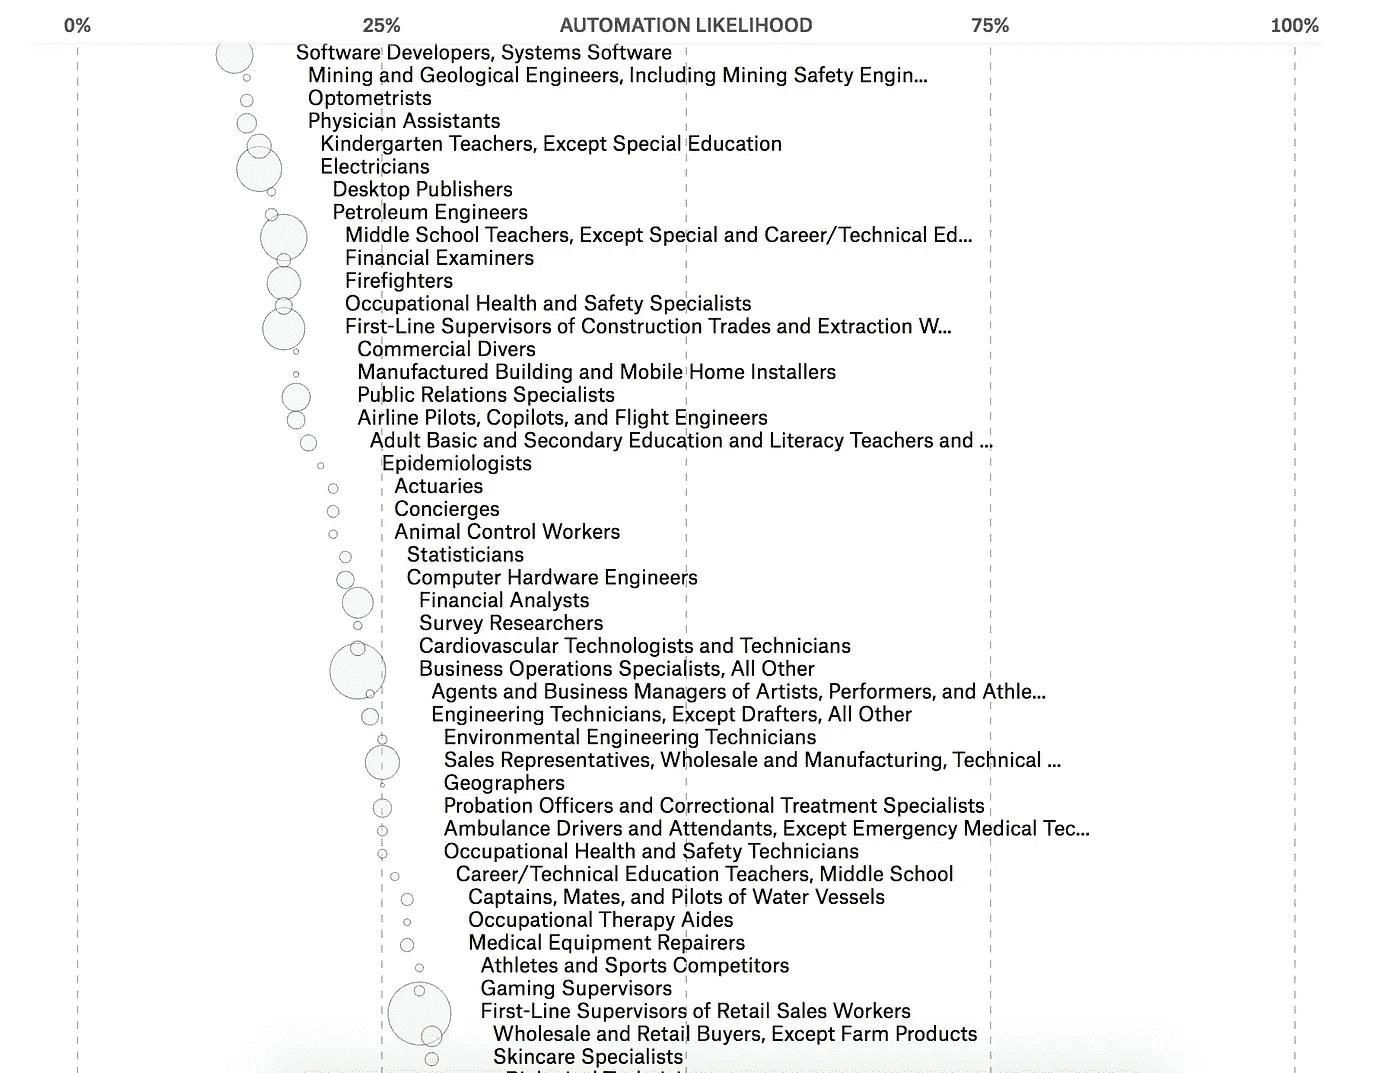 0% 25% AUTOMATION LIKELIHOOD 75% 100%
Software Developers, Systems Software
Mining and Geological Engineers, Including Mining Safety Engin...
Optometrists
Physician Assistants
Kindergarten Teachers, Except Special Education
Electricians
Desktop Publishers
Petroleum Engineers
Middle School Teachers, Except Special and Career/Technical Ed...
Financial Examiners
Firefighters
Occupational Health and Safety Specialists
First-Line Supervisors of Construction Trades and Extraction W...
Commercial Divers
Manufactured Building and Mobile Home Installers
Public Relations Specialists
Airline Pilots, Copilots, and Flight Engineers
Adult Basic and Secondary Education and Literacy Teachers and ...
Epidemiologists
Actuaries
Concierges
Animal Control Workers
Statisticians
Computer Hardware Engineers
Financial Analysts
Survey Researchers
Cardiovascular Technologists and Technicians
Business Operations Specialists, All Other
Agents and Business Managers of Artists, Performers, and Athle...
Engineering Technicians, Except Drafters, All Other
Environmental Engineering Technicians
Sales Representatives, Wholesale and Manufacturing, Technical ...
Geographers
Probation Officers and Correctional Treatment Specialists
Ambulance Drivers and Attendants, Except Emergency Medical Tec...
Occupational Health and Safety Technicians
Career/Technical Education Teachers, Middle School
Captains, Mates, and Pilots of Water Vessels
Occupational Therapy Aides
Medical Equipment Repairers
Athletes and Sports Competitors
Gaming Supervisors
First-Line Supervisors of Retail Sales Workers
Wholesale and Retail Buyers, Except Farm Products
Skincare Specialists